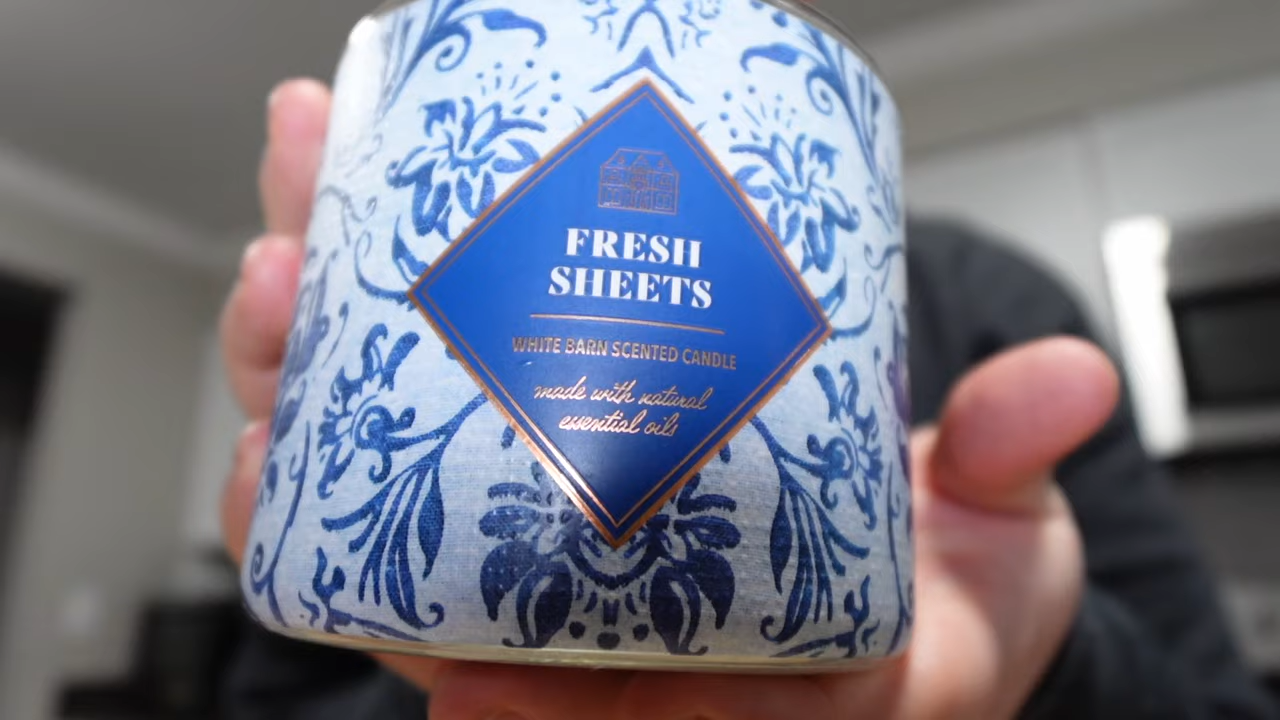 FRESH
SHEETS
WHITE BARN SCENTED CANDLE
made with natural
essential oils